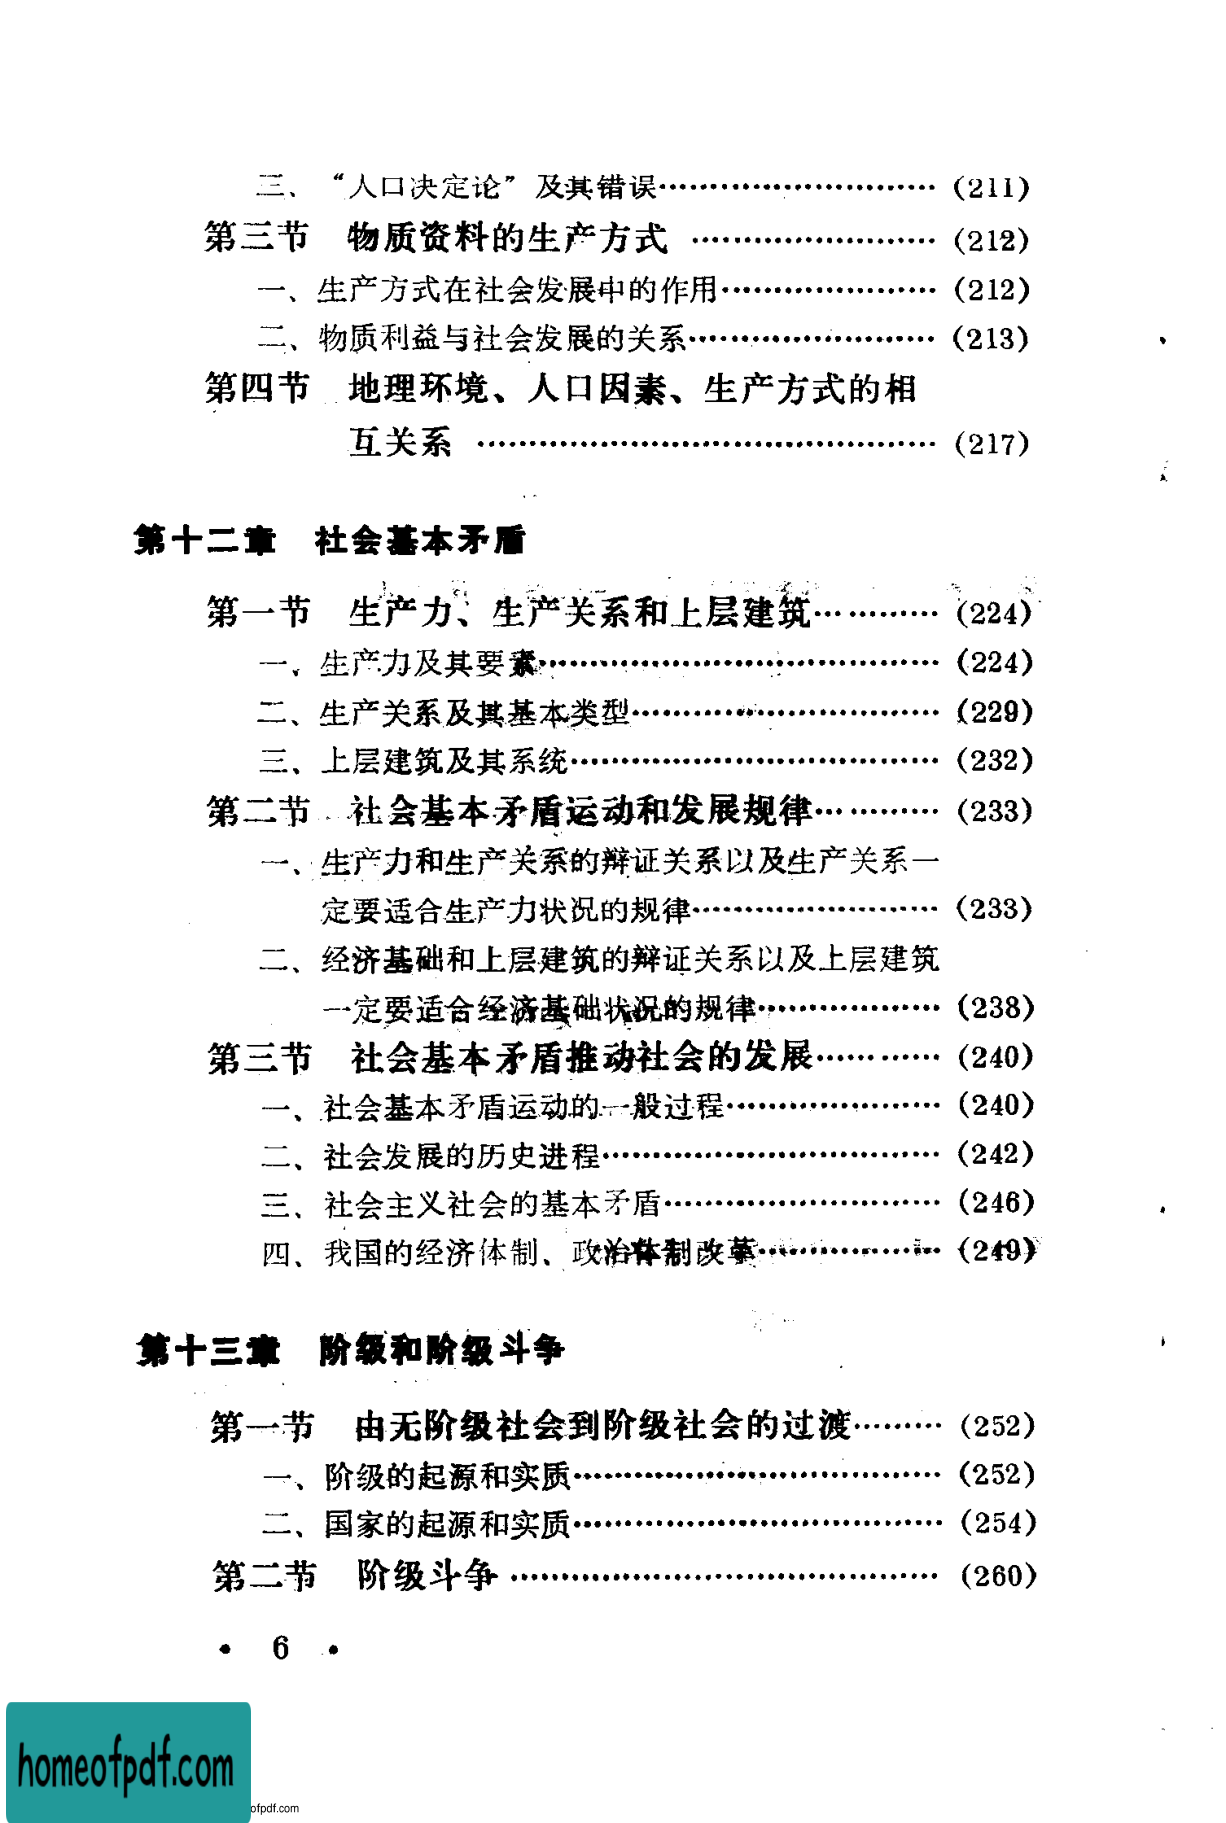 三、“人口决定论”及其错误………………………(211)
第三节 物质资料的生产方式……………………(212)
一、生产方式在社会发展中的作用…………………(212)
二、物质利益与社会发展的关系……………………(213)
第四节 地理环境、人口因素、生产方式的相
互关系………………………………………(217)
第十二章 社会基本矛盾
第一节 生产力、生产关系和上层建筑…………(224)
一、生产力及其要素…………………………………(224)
二、生产关系及其基本类型…………………………(229)
三、上层建筑及其系统………………………………(232)
第二节 社会基本矛盾运动和发展规律…………(233)
一、生产力和生产关系的辩证关系以及生产关系一
定要适合生产力状况的规律……………………(233)
二、经济基础和上层建筑的辩证关系以及上层建筑
一定要适合经济基础状况的规律………………(238)
第三节 社会基本矛盾推动社会的发展…………(240)
一、社会基本矛盾运动的一般过程…………………(240)
二、社会发展的历史进程……………………………(242)
三、社会主义社会的基本矛盾………………………(246)
四、我国的经济体制、政治体制改革………………(249)
第十三章 阶级和阶级斗争
第一节 由无阶级社会到阶级社会的过渡………(252)
一、阶级的起源和实质………………………………(252)
二、国家的起源和实质………………………………(254)
第二节 阶级斗争……………………………………(260)
• 6 •
homeofpdf.com
ofpdf.com